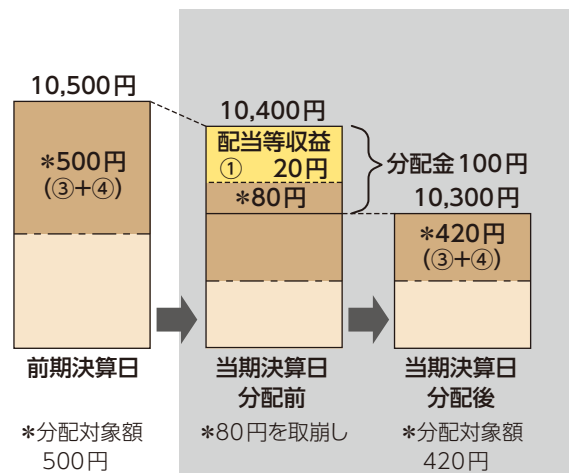 10,500円
＊500円
(③＋④)
前期決算日
＊分配対象額
500円
10,400円
配当等収益
① 20円
＊80円
当期決算日
分配前
＊80円を取崩し
分配金100円
10,300円
＊420円
(③＋④)
当期決算日
分配後
＊分配対象額
420円